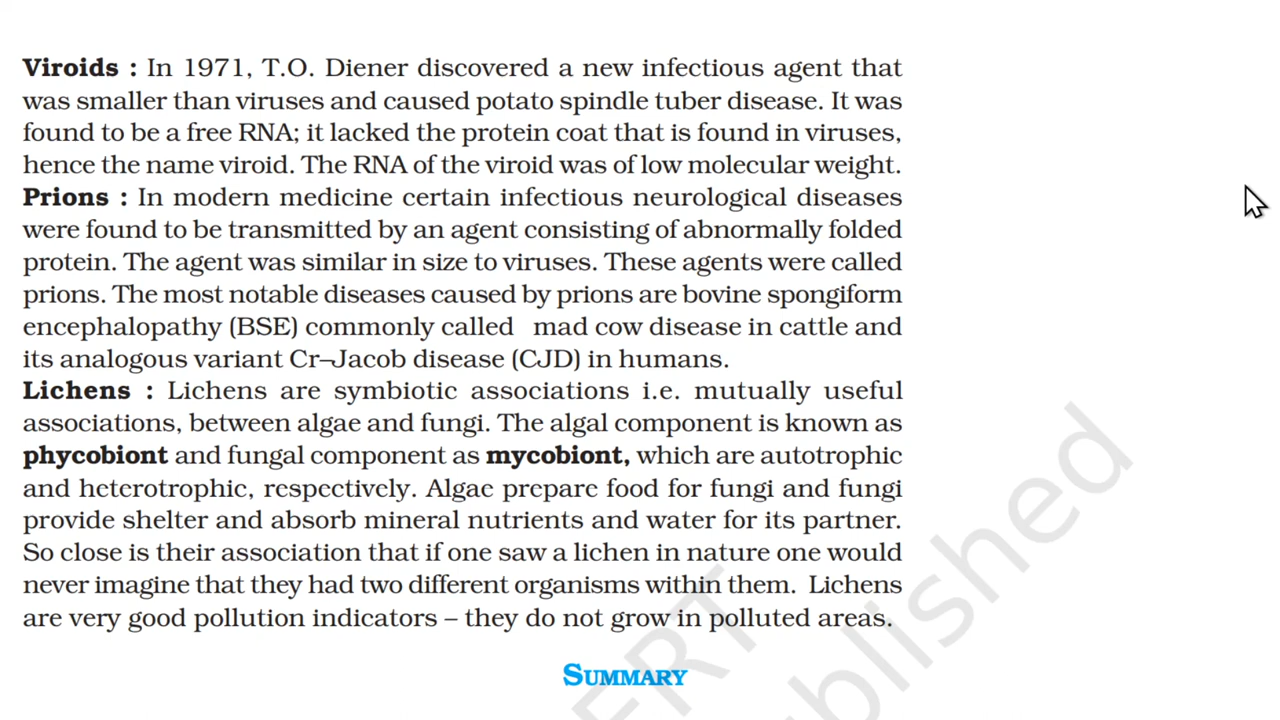 Viroids : In 1971, T.O. Diener discovered a new infectious agent that
was smaller than viruses and caused potato spindle tuber disease. It was
found to be a free RNA; it lacked the protein coat that is found in viruses,
hence the name viroid. The RNA of the viroid was of low molecular weight.
Prions : In modern medicine certain infectious neurological diseases
were found to be transmitted by an agent consisting of abnormally folded
protein. The agent was similar in size to viruses. These agents were called
prions. The most notable diseases caused by prions are bovine spongiform
encephalopathy (BSE) commonly called mad cow disease in cattle and
its analogous variant Cr–Jacob disease (CJD) in humans.
Lichens : Lichens are symbiotic associations i.e. mutually useful
associations, between algae and fungi. The algal component is known as
phycobiont and fungal component as mycobiont, which are autotrophic
and heterotrophic, respectively. Algae prepare food for fungi and fungi
provide shelter and absorb mineral nutrients and water for its partner.
So close is their association that if one saw a lichen in nature one would
never imagine that they had two different organisms within them. Lichens
are very good pollution indicators – they do not grow in polluted areas.
SUMMARY